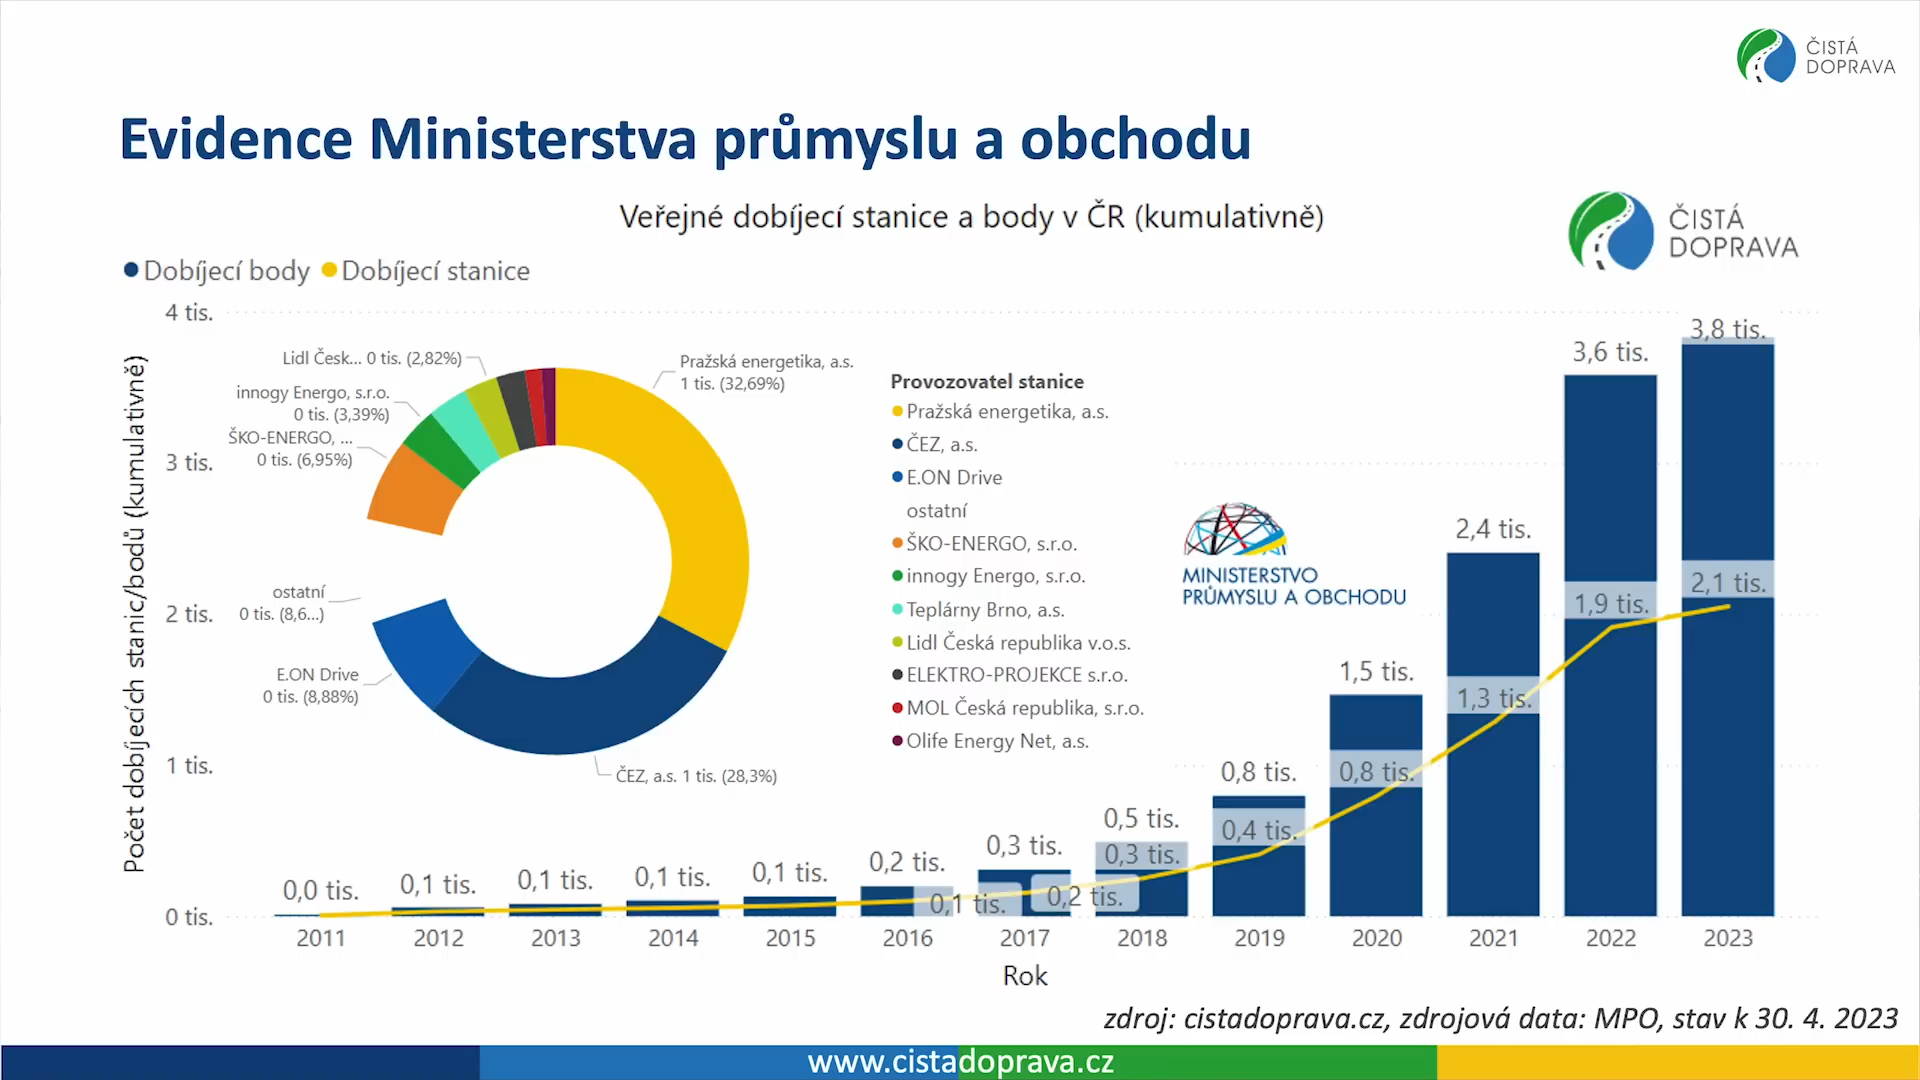 ČISTÁ
DOPRAVA
Evidence Ministerstva průmyslu a obchodu
Veřejné dobíjecí stanice a body v ČR (kumulativně)
ČISTÁ
DOPRAVA
Dobíjecí body Dobíjecí stanice
Počet dobíjecích stanic/bodů (kumulativně)
4 tis.
3 tis.
2 tis.
1 tis.
0 tis.
Lidl Česk... 0 tis. (2,82%)
innogy Energo, s.r.o.
0 tis. (3,39%)
ŠKO-ENERGO, ...
0 tis. (6,95%)
ostatní
0 tis. (8,6...)
E.ON Drive
0 tis. (8,88%)
ČEZ, a.s. 1 tis. (28,3%)
Pražská energetika, a.s.
1 tis. (32,69%)
Provozovatel stanice
Pražská energetika, a.s.
ČEZ, a.s.
E.ON Drive
ostatní
ŠKO-ENERGO, s.r.o.
innogy Energo, s.r.o.
Teplárny Brno, a.s.
Lidl Česká republika v.o.s.
ELEKTRO-PROJEKCE s.r.o.
MOL Česká republika, s.r.o.
Olife Energy Net, a.s.
MINISTERSTVO
PRŮMYSLU A OBCHODU
0,0 tis.
0,1 tis.
0,1 tis.
0,1 tis.
0,1 tis.
0,2 tis.
0,3 tis.
0,5 tis.
0,8 tis.
1,5 tis.
2,4 tis.
3,6 tis.
3,8 tis.
0,1 tis.
0,2 tis.
0,3 tis.
0,4 tis.
0,8 tis.
1,3 tis.
1,9 tis.
2,1 tis.
2011 2012 2013 2014 2015 2016 2017 2018 2019 2020 2021 2022 2023
Rok
zdroj: cistadoprava.cz, zdrojová data: MPO, stav k 30. 4. 2023
www.cistadoprava.cz